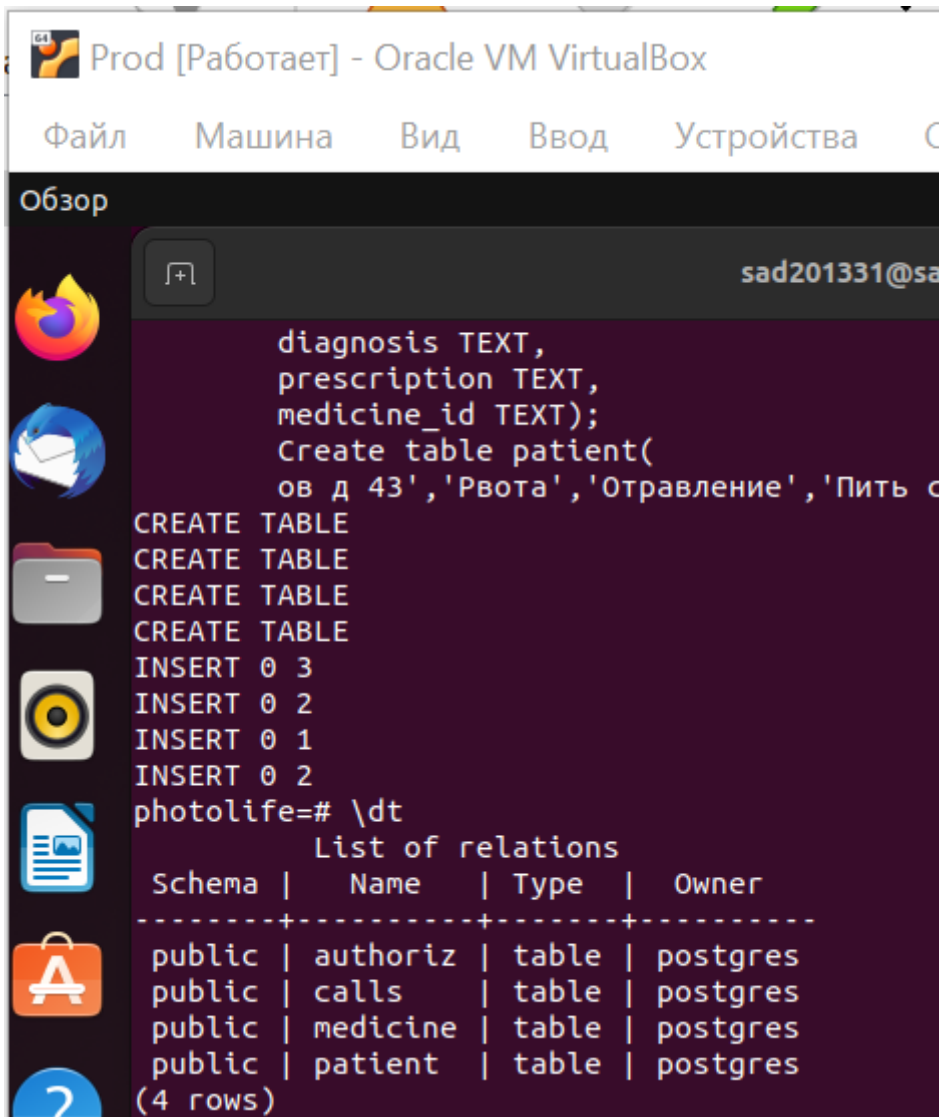 64
Prod [Работает] - Oracle VM VirtualBox
Файл Машина Вид Ввод Устройства
Обзор
sad201331@sa
diagnosis TEXT,
prescription TEXT,
medicine_id TEXT);
Create table patient(
ов д 43','Рвота','Отравление','Пить с
CREATE TABLE
CREATE TABLE
CREATE TABLE
CREATE TABLE
INSERT 0 3
INSERT 0 2
INSERT 0 1
INSERT 0 2
photolife=# \dt
List of relations
Schema | Name | Type | Owner
--------+----------+-------+----------
public | authoriz | table | postgres
public | calls | table | postgres
public | medicine | table | postgres
public | patient | table | postgres
(4 rows)